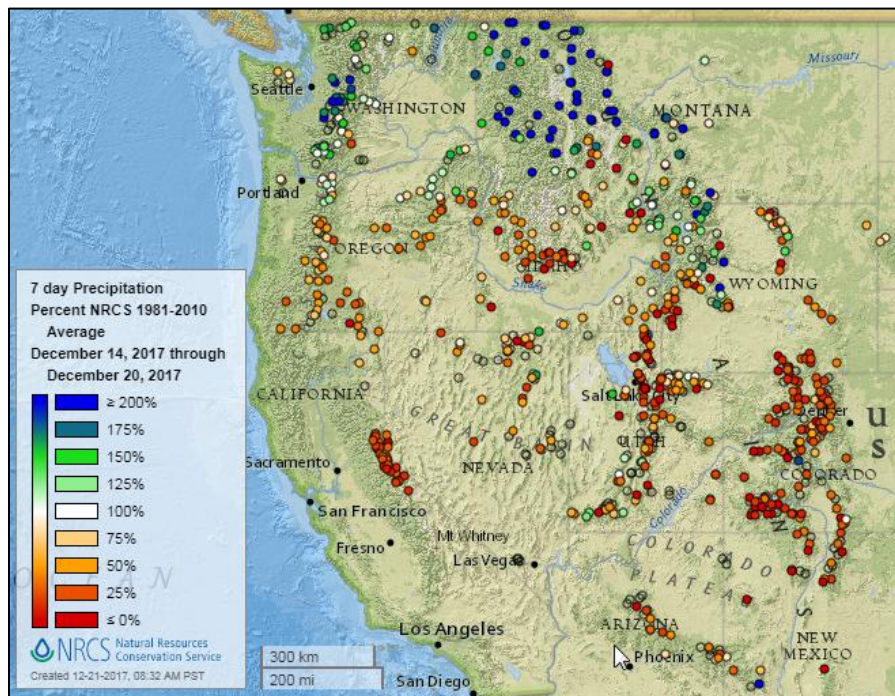 Missouri
Seattle
WASHINGTON
MONTANA
Portland
OREGON
IDAHO
Snake
WYOMING
7 day Precipitation
Percent NRCS 1981-2010
Average
December 14, 2017 through
December 20, 2017
≥ 200%
175%
150%
125%
100%
75%
50%
25%
≤ 0%
NRCS Natural Resources
Conservation Service
Created 12-21-2017, 08:32 AM PST
CALIFORNIA
Salt Lake City
GREAT BASIN
UTAH
Denver
US
NEVADA
COLORADO
Sacramento
San Francisco
Colorado
Mt Whitney
Fresno
Las Vegas
COLORADO
PLATEAU
OCEAN
ARIZONA
Los Angeles
NEW
MEXICO
Phoenix
300 km
200 mi
San Diego